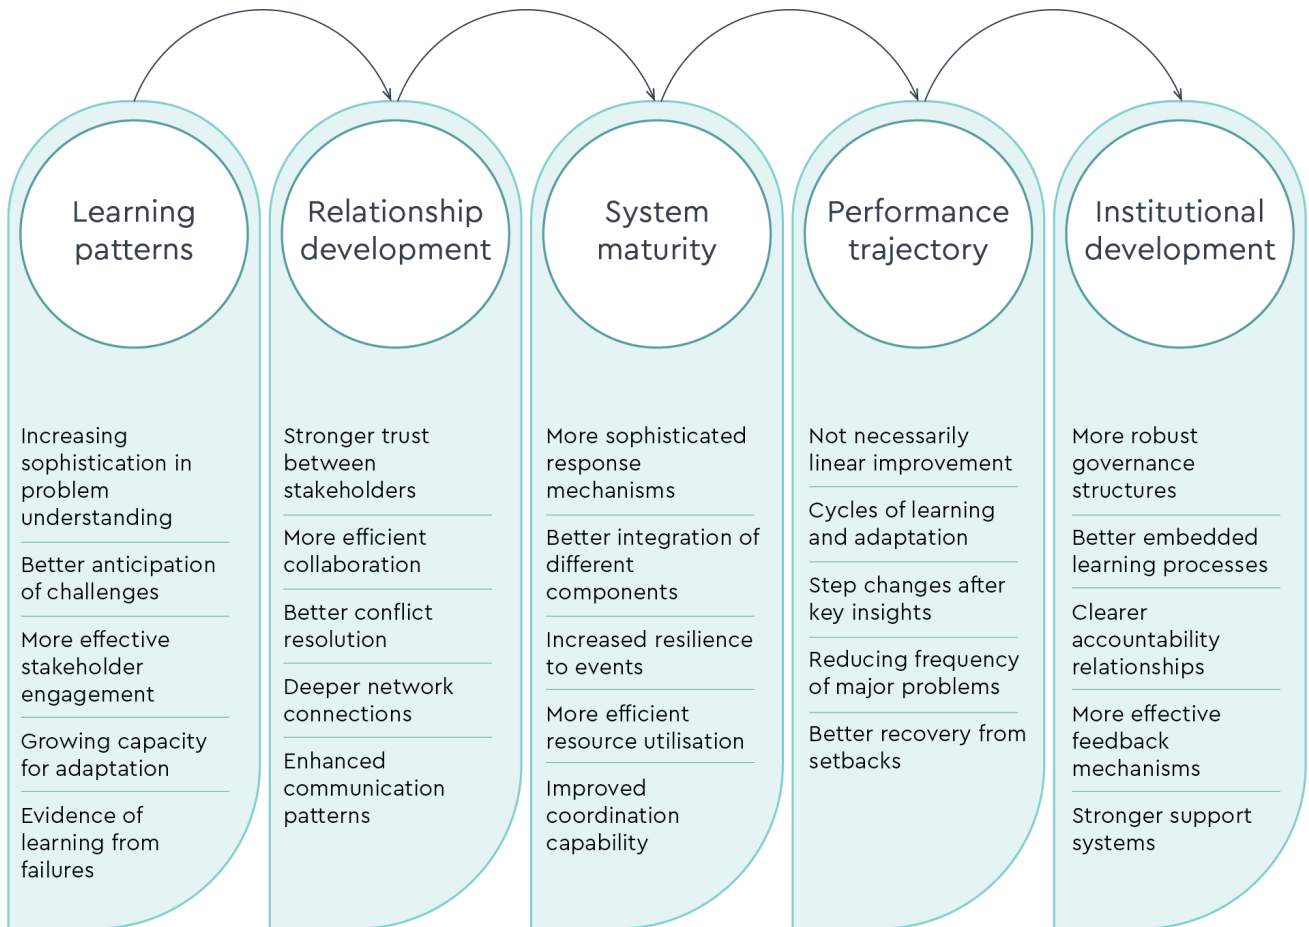 Learning
patterns
Increasing
sophistication in
problem
understanding
Better anticipation
of challenges
More effective
stakeholder
engagement
Growing capacity
for adaptation
Evidence of
learning from
failures
Relationship
development
Stronger trust
between
stakeholders
More efficient
collaboration
Better conflict
resolution
Deeper network
connections
Enhanced
communication
patterns
System
maturity
More sophisticated
response
mechanisms
Better integration of
different
components
Increased resilience
to events
More efficient
resource utilisation
Improved
coordination
capability
Performance
trajectory
Not necessarily
linear improvement
Cycles of learning
and adaptation
Step changes after
key insights
Reducing frequency
of major problems
Better recovery from
setbacks
Institutional
development
More robust
governance
structures
Better embedded
learning processes
Clearer
accountability
relationships
More effective
feedback
mechanisms
Stronger support
systems